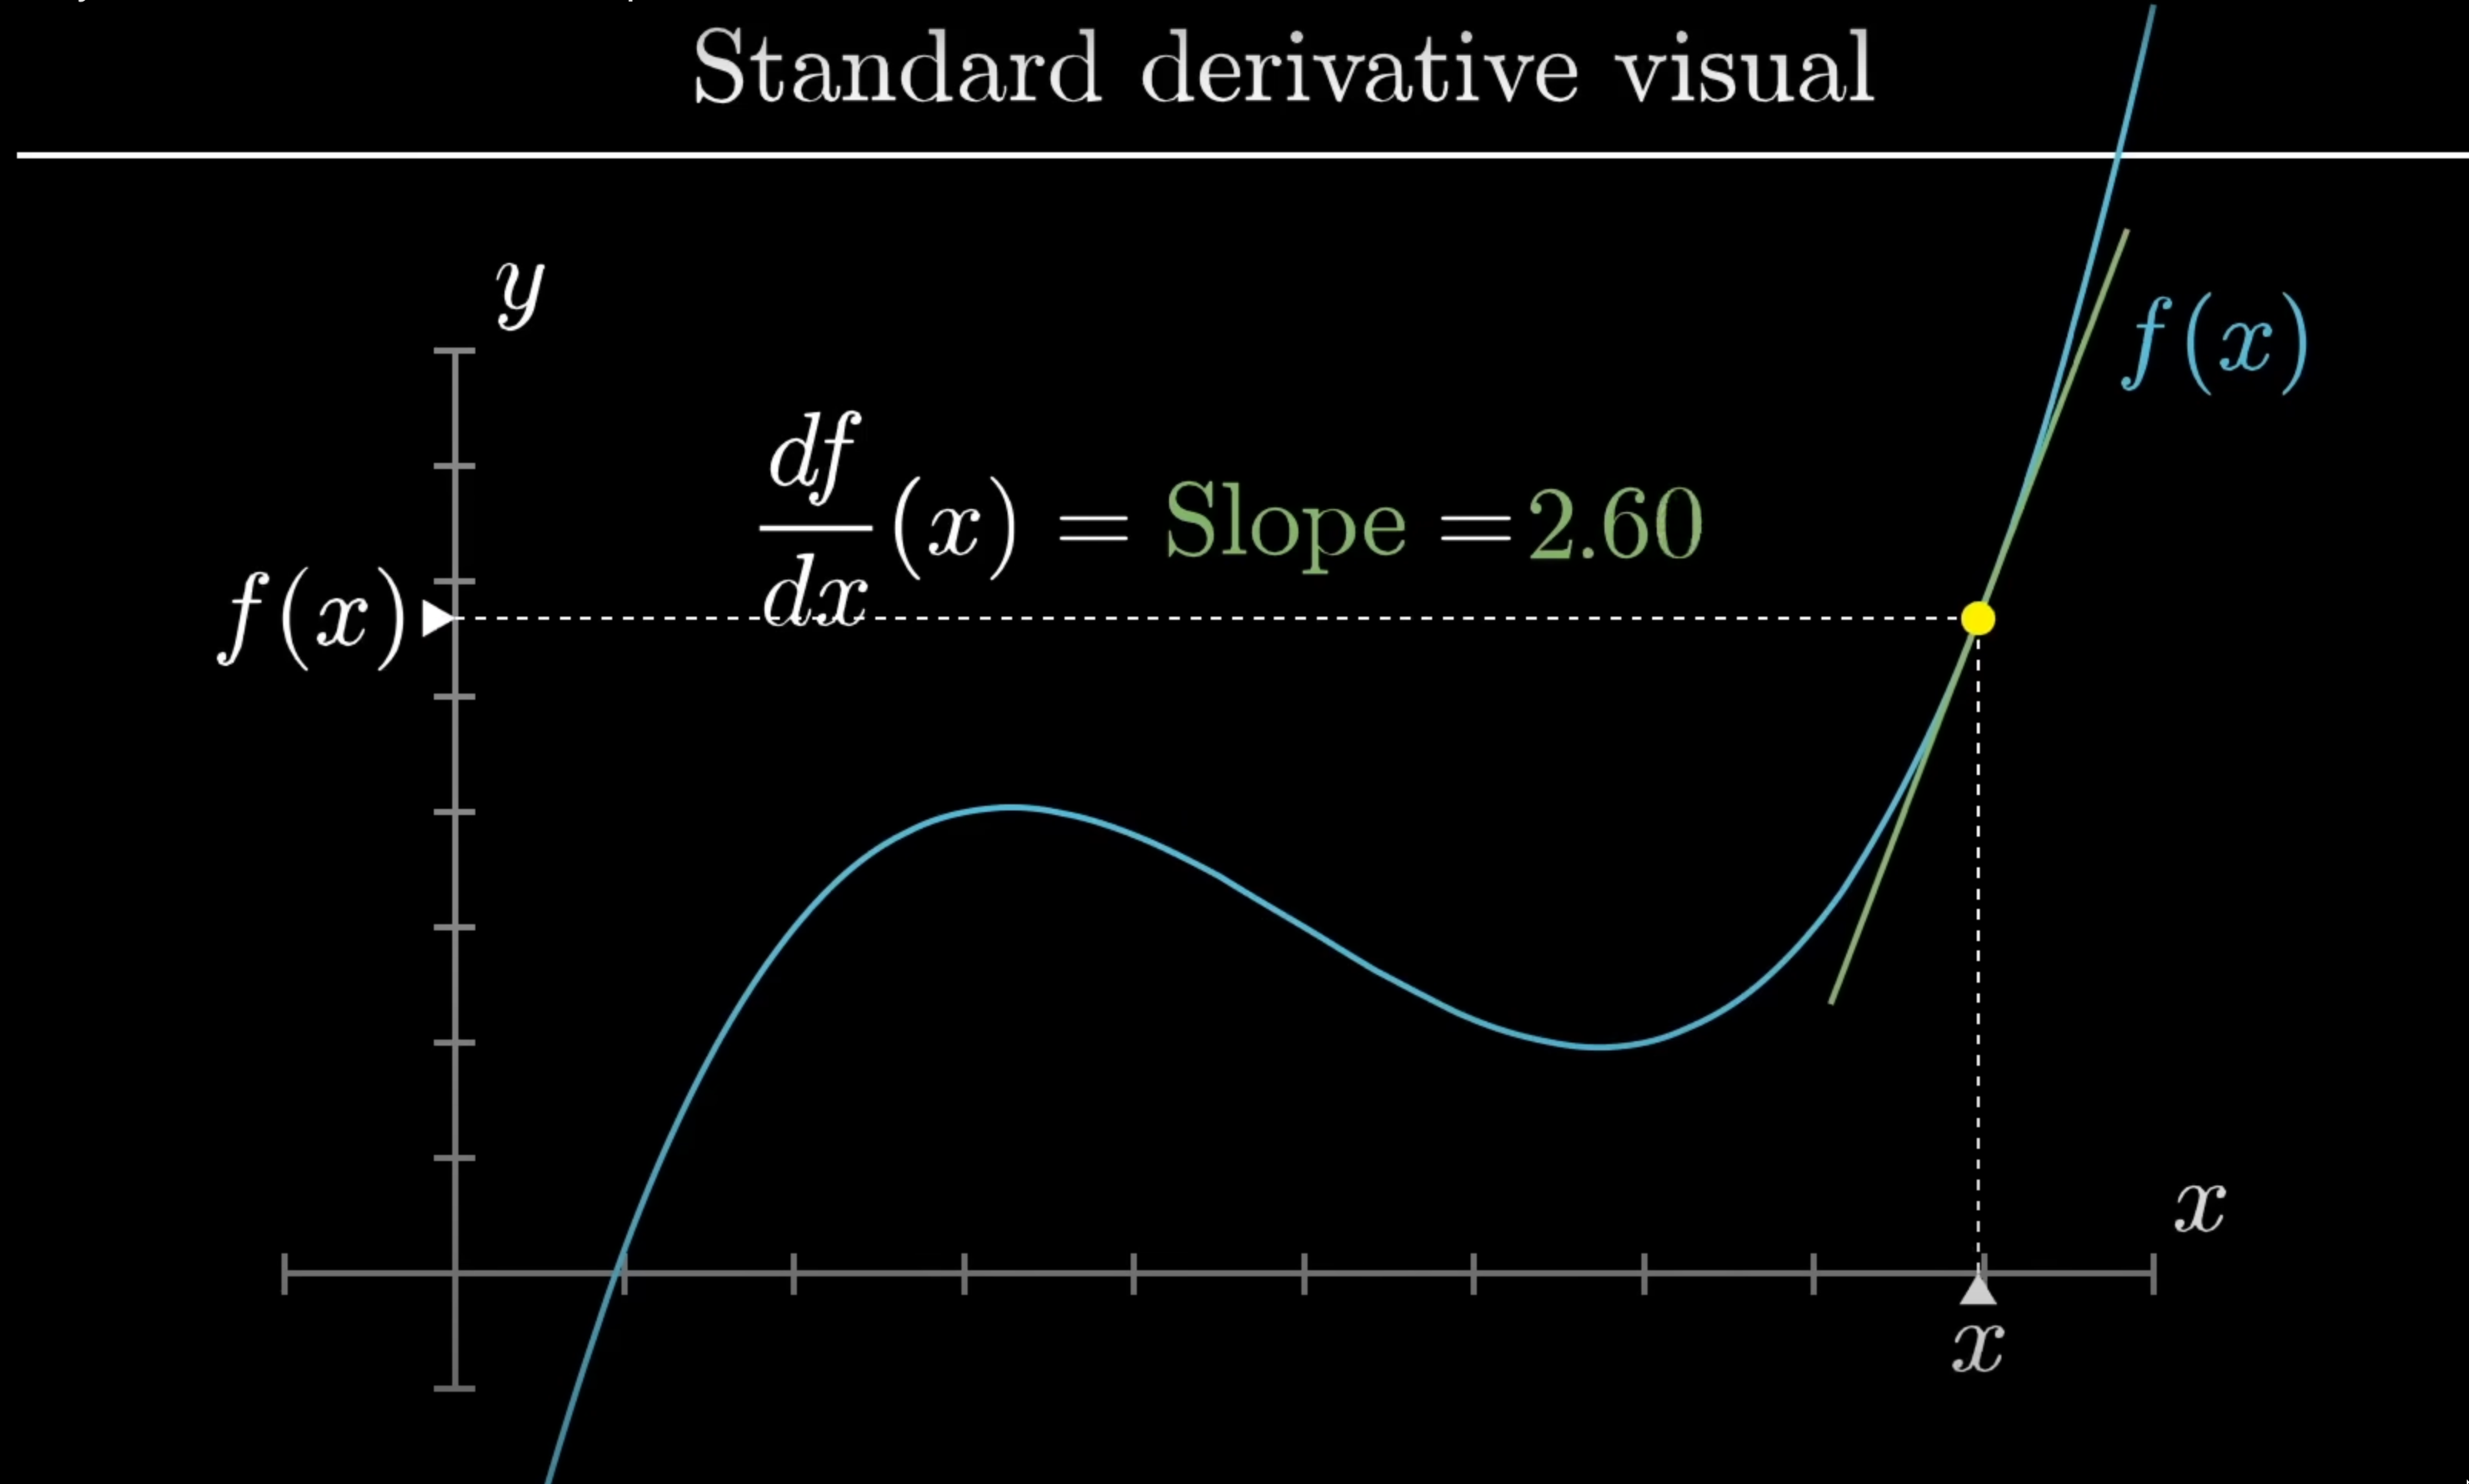 Standard derivative visual
y
f(x)
df/dx (x) = Slope = 2.60
f(x)
x
x